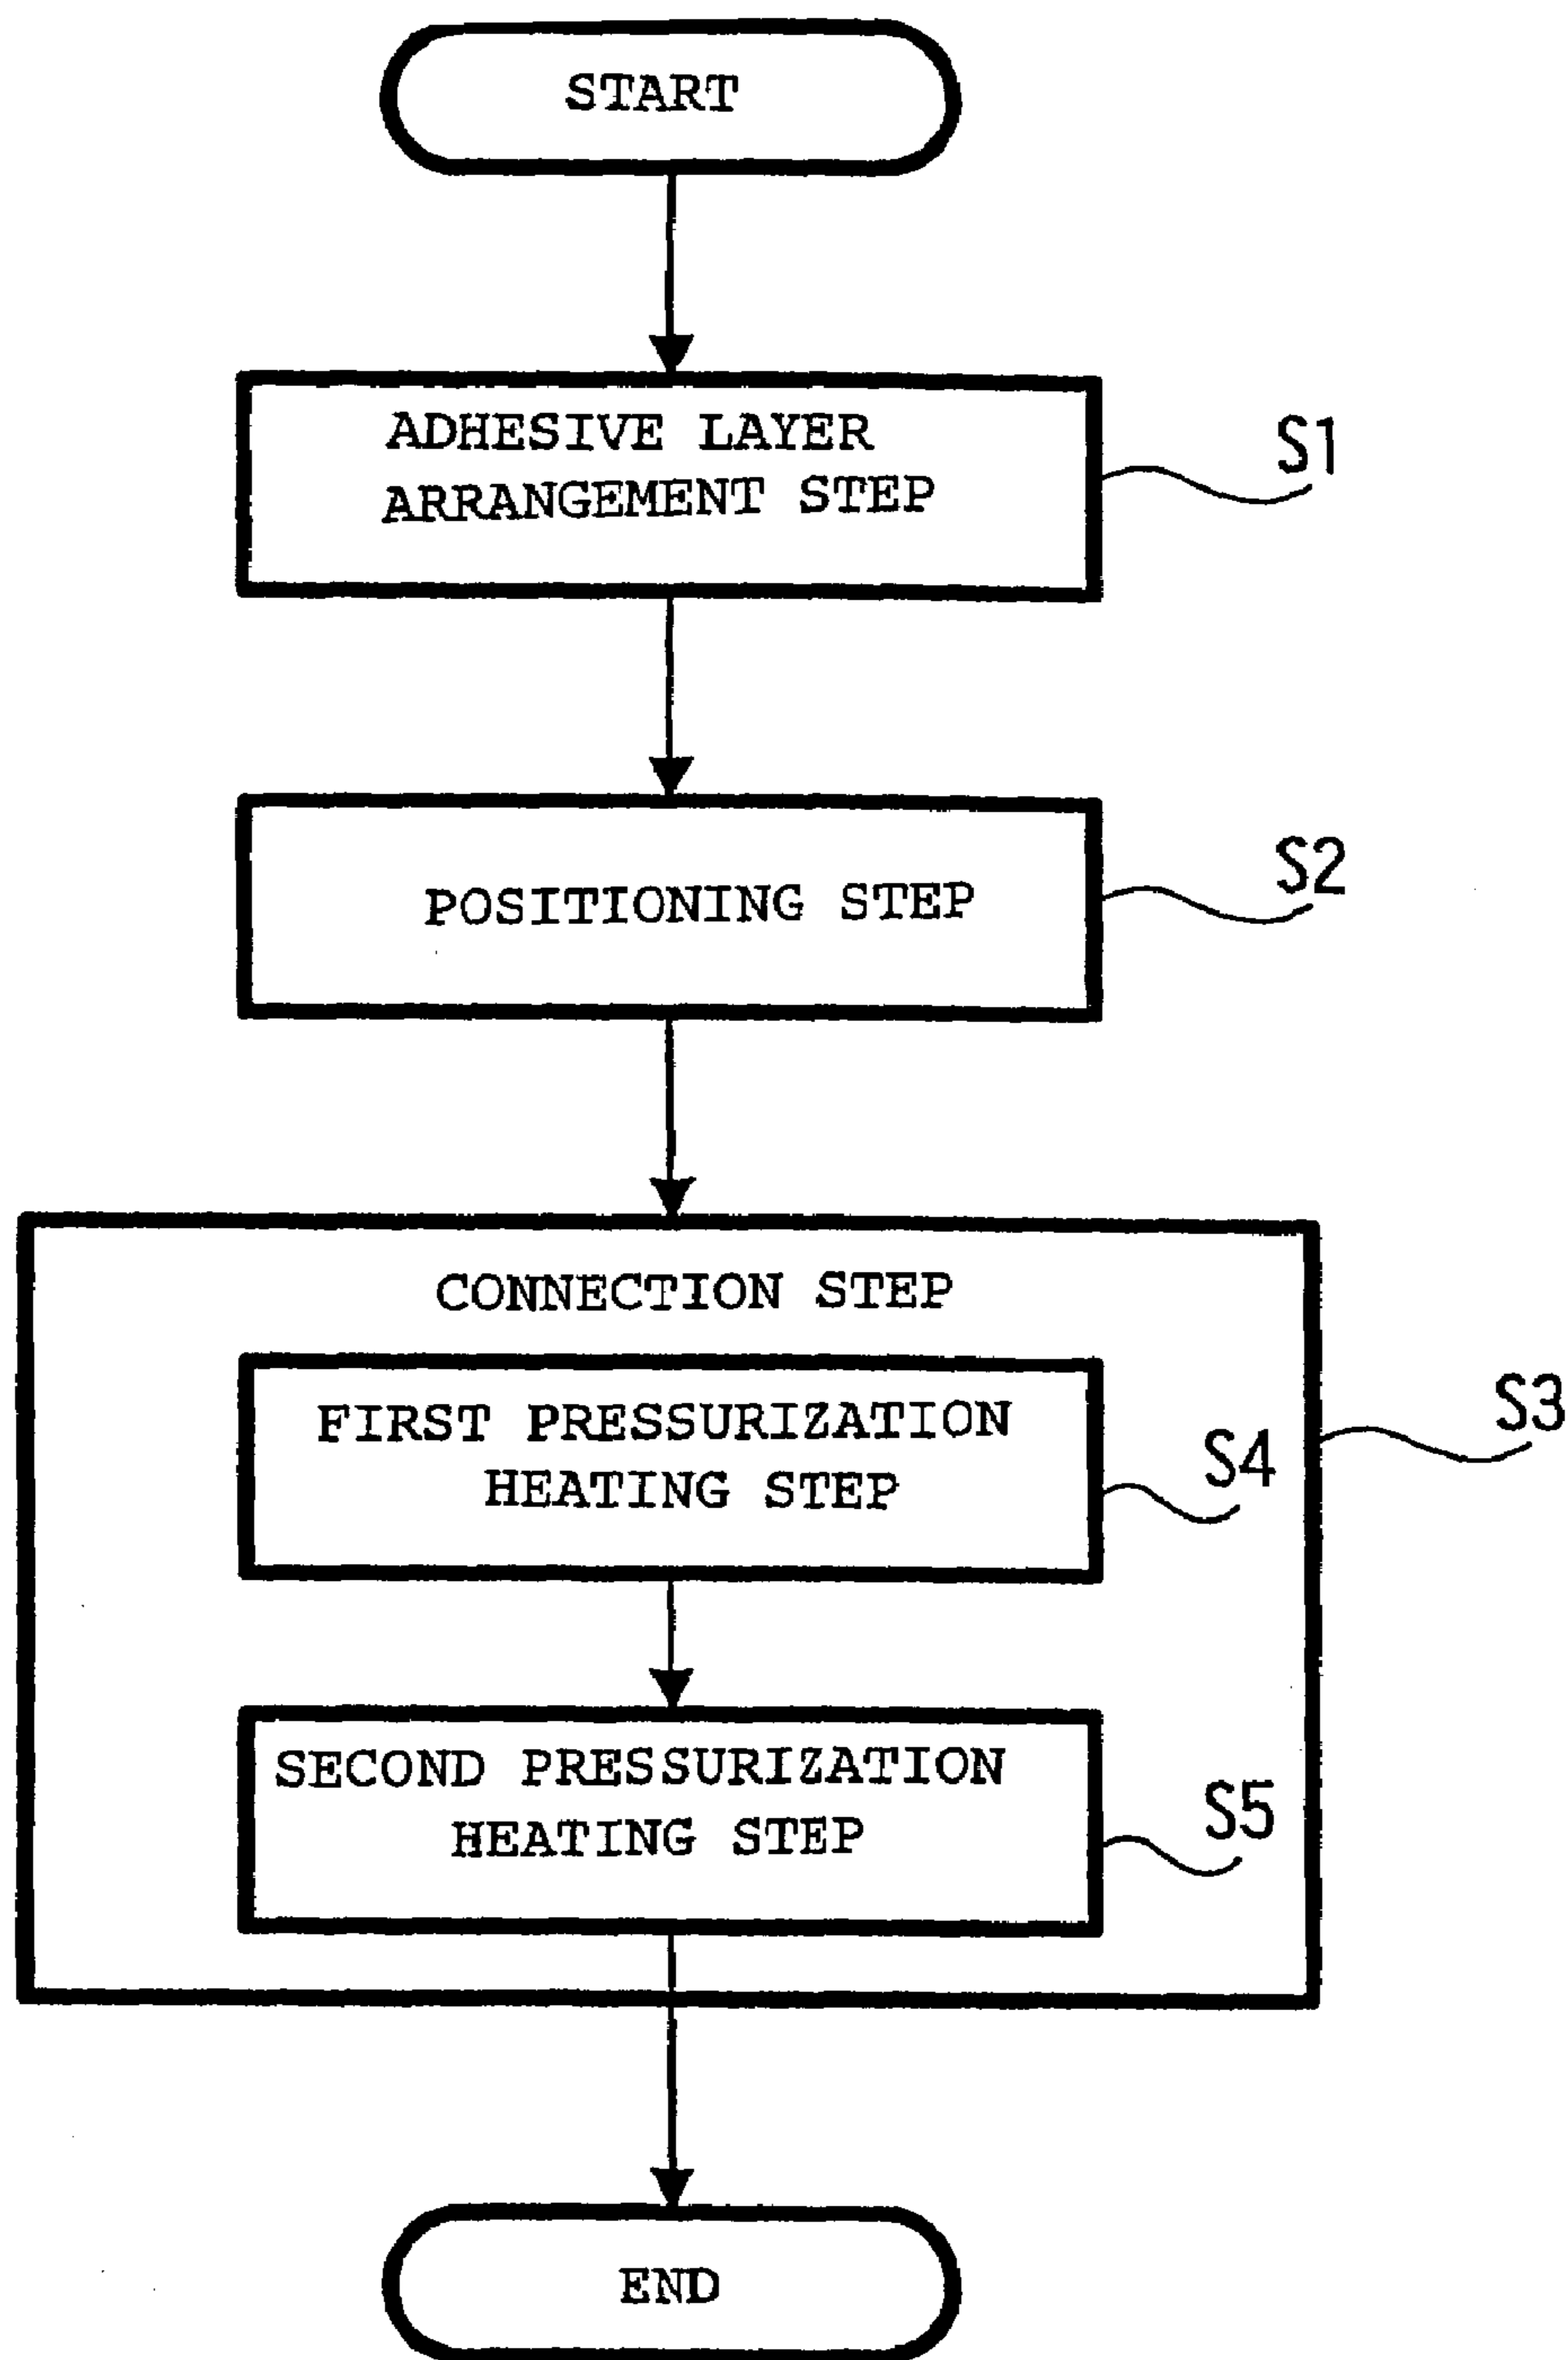 START
ADHESIVE LAYER
ARRANGEMENT STEP
S1
POSITIONING STEP
S2
CONNECTION STEP
S3
FIRST PRESSURIZATION
HEATING STEP
S4
SECOND PRESSURIZATION
HEATING STEP
S5
END